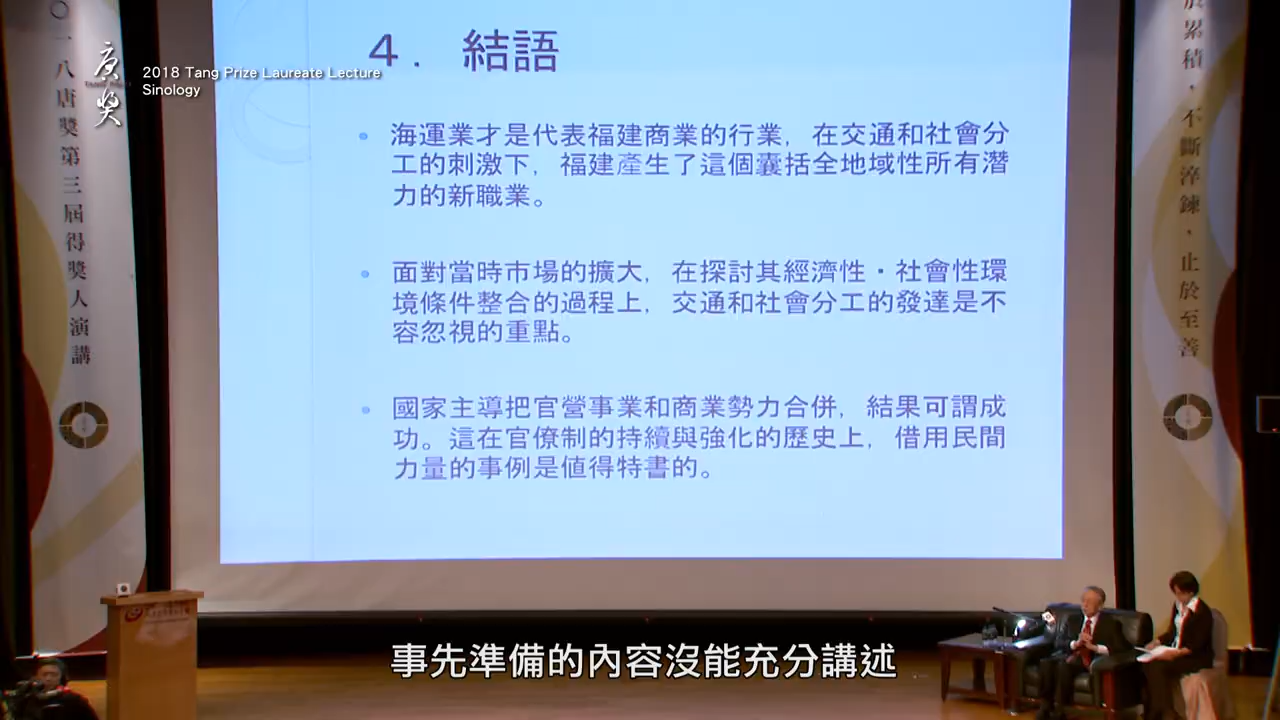 唐獎
2018 Tang Prize Laureate Lecture
Sinology
〇一八唐獎第三屆得獎人演講
於累積，不斷淬鍊，止於至善
4． 結語
海運業才是代表福建商業的行業，在交通和社會分
工的刺激下，福建產生了這個囊括全地域性所有潛
力的新職業。
面對當時市場的擴大，在探討其經濟性・社會性環
境條件整合的過程上，交通和社會分工的發達是不
容忽視的重點。
國家主導把官營事業和商業勢力合併，結果可謂成
功。這在官僚制的持續與強化的歷史上，借用民間
力量的事例是值得特書的。
事先準備的內容沒能充分講述